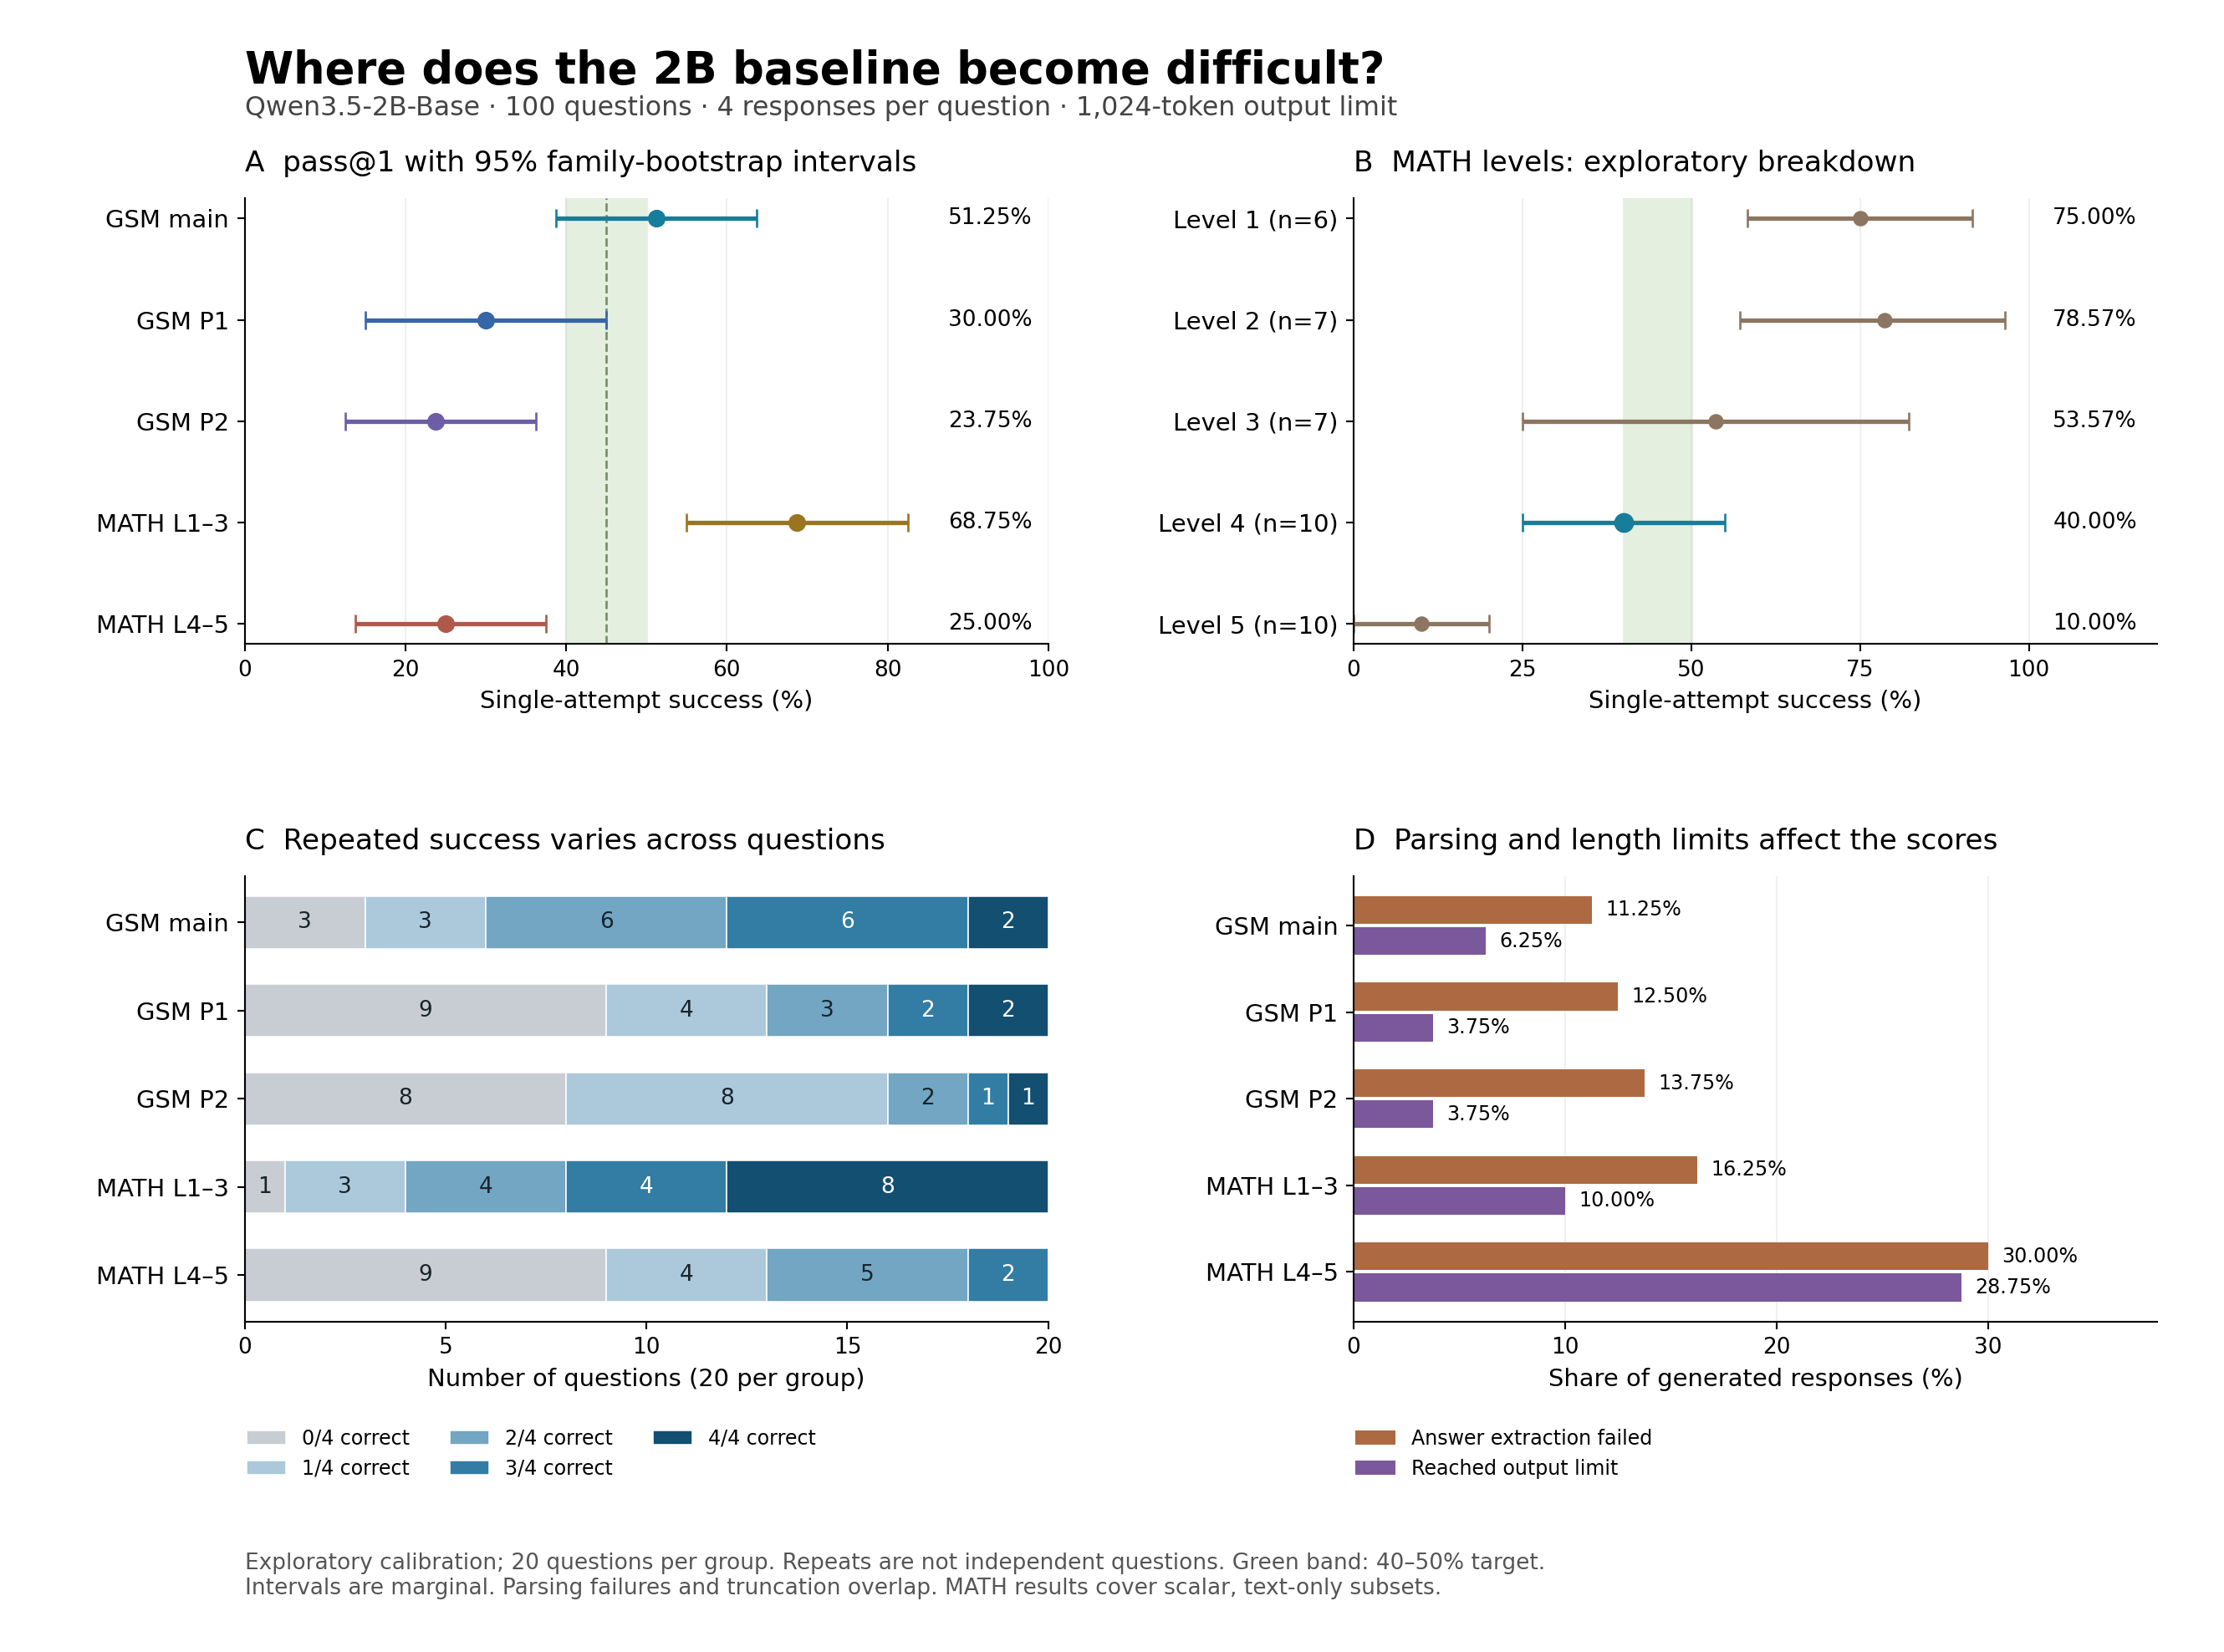 Where does the 2B baseline become difficult?
Qwen3.5-2B-Base · 100 questions · 4 responses per question · 1,024-token output limit
A pass@1 with 95% family-bootstrap intervals
GSM main
51.25%
GSM P1
30.00%
GSM P2
23.75%
MATH L1–3
68.75%
MATH L4–5
25.00%
0 20 40 60 80 100
Single-attempt success (%)
B MATH levels: exploratory breakdown
Level 1 (n=6)
75.00%
Level 2 (n=7)
78.57%
Level 3 (n=7)
53.57%
Level 4 (n=10)
40.00%
Level 5 (n=10)
10.00%
0 25 50 75 100
Single-attempt success (%)
C Repeated success varies across questions
GSM main 3 3 6 6 2
GSM P1 9 4 3 2 2
GSM P2 8 8 2 1 1
MATH L1–3 1 3 4 4 8
MATH L4–5 9 4 5 2
0 5 10 15 20
Number of questions (20 per group)
0/4 correct 2/4 correct 4/4 correct
1/4 correct 3/4 correct
D Parsing and length limits affect the scores
GSM main
11.25%
6.25%
GSM P1
12.50%
3.75%
GSM P2
13.75%
3.75%
MATH L1–3
16.25%
10.00%
MATH L4–5
30.00%
28.75%
0 10 20 30
Share of generated responses (%)
Answer extraction failed
Reached output limit
Exploratory calibration; 20 questions per group. Repeats are not independent questions. Green band: 40–50% target.
Intervals are marginal. Parsing failures and truncation overlap. MATH results cover scalar, text-only subsets.